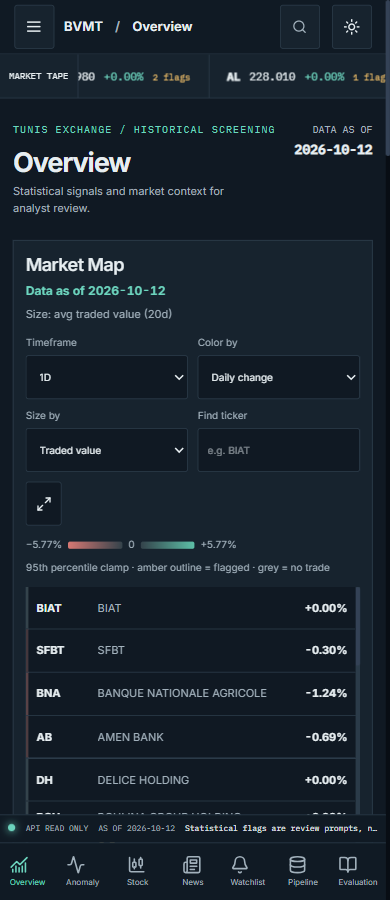 BVMT / Overview
MARKET TAPE 980 +0.00% 2 flags AL 228.010 +0.00% 1 flag
TUNIS EXCHANGE / HISTORICAL SCREENING
DATA AS OF
2026-10-12
Overview
Statistical signals and market context for
analyst review.
Market Map
Data as of 2026-10-12
Size: avg traded value (20d)
Timeframe Color by
1D Daily change
Size by Find ticker
Traded value e.g. BIAT
−5.77% 0 +5.77%
95th percentile clamp · amber outline = flagged · grey = no trade
BIAT BIAT +0.00%
SFBT SFBT -0.30%
BNA BANQUE NATIONALE AGRICOLE -1.24%
AB AMEN BANK -0.69%
DH DELICE HOLDING +0.00%
API READ ONLY AS OF 2026-10-12 Statistical flags are review prompts, n…
Overview Anomaly Stock News Watchlist Pipeline Evaluation